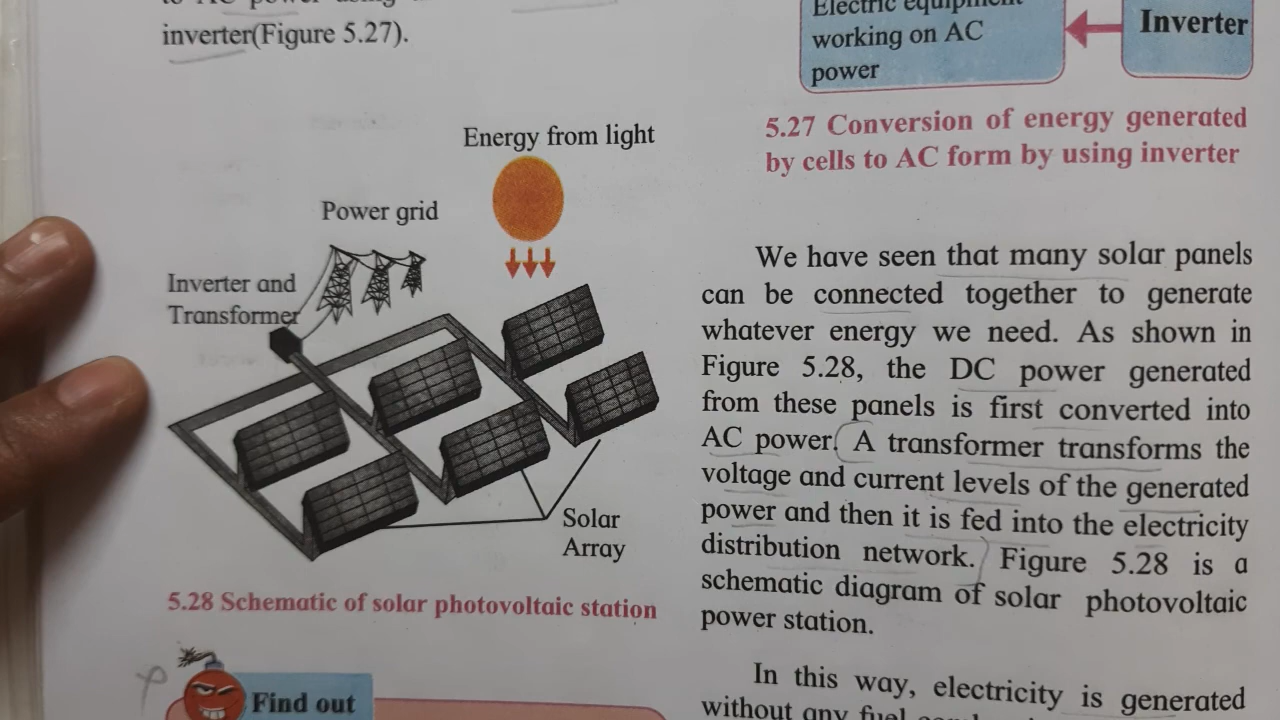 inverter(Figure 5.27).
Energy from light
Power grid
Inverter and
Transformer
Solar
Array
5.28 Schematic of solar photovoltaic station
Find out
Electric equipment
working on AC
power
Inverter
5.27 Conversion of energy generated
by cells to AC form by using inverter
We have seen that many solar panels
can be connected together to generate
whatever energy we need. As shown in
Figure 5.28, the DC power generated
from these panels is first converted into
AC power. A transformer transforms the
voltage and current levels of the generated
power and then it is fed into the electricity
distribution network. Figure 5.28 is a
schematic diagram of solar photovoltaic
power station.
In this way, electricity is generated
without any fuel